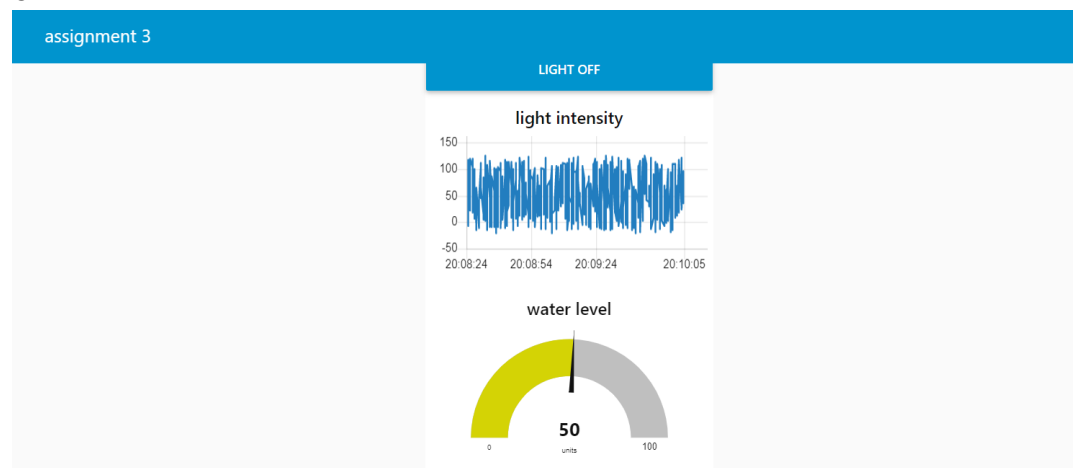 assignment 3
LIGHT OFF
light intensity
150
100
50
0
-50
20:08:24 20:08:54 20:09:24 20:10:05
water level
50
units
0 100